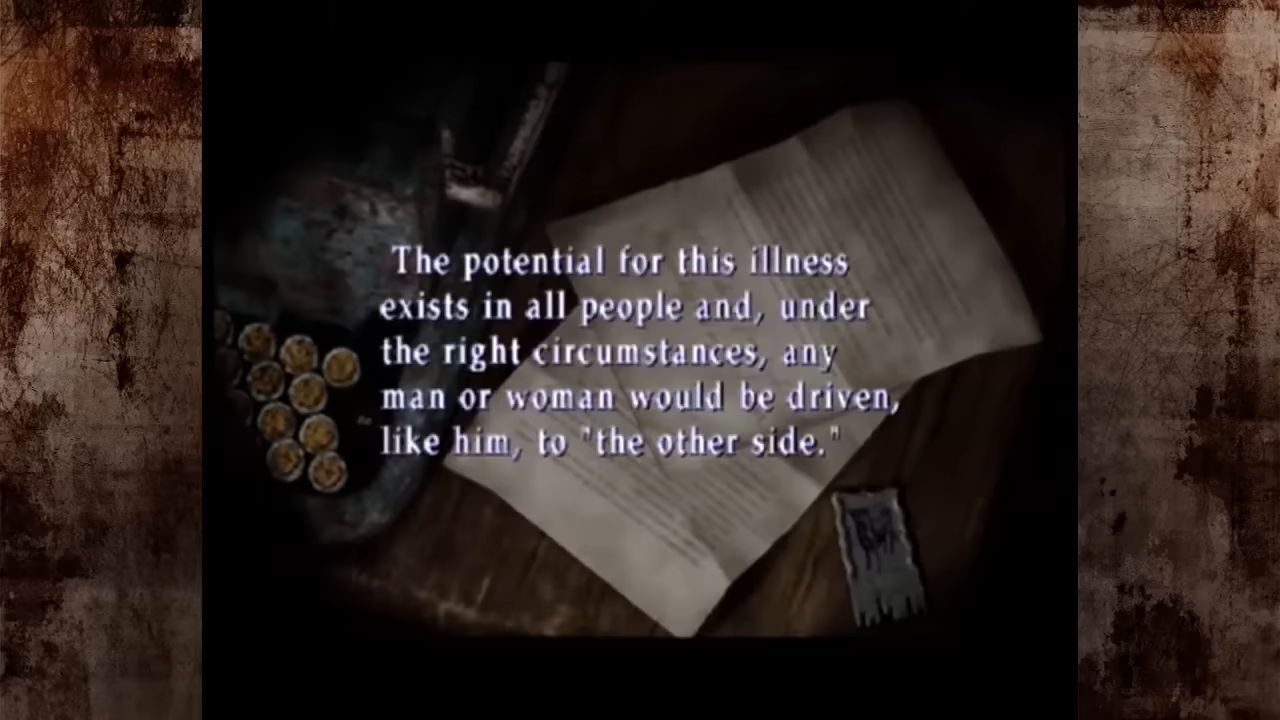 The potential for this illness
exists in all people and, under
the right circumstances, any
man or woman would be driven,
like him, to "the other side."